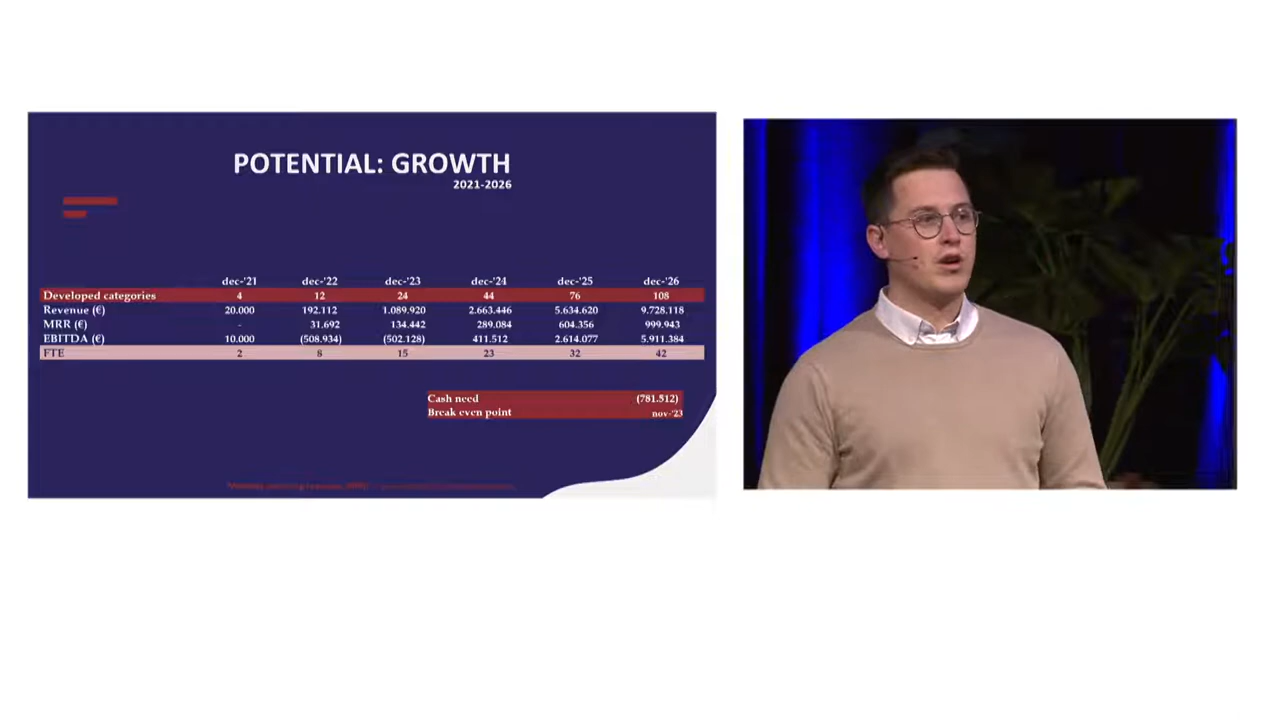 POTENTIAL: GROWTH
2021-2026
dec-'21 dec-'22 dec-'23 dec-'24 dec-'25 dec-'26
Developed categories 4 12 24 44 76 108
Revenue (€) 20.000 192.112 1.089.920 2.663.446 5.634.620 9.728.118
MRR (€) - 31.692 134.442 289.084 604.356 999.943
EBITDA (€) 10.000 (508.934) (502.128) 411.512 2.614.077 5.911.384
FTE 2 8 15 23 32 42
Cash need (781.512)
Break even point nov-'23